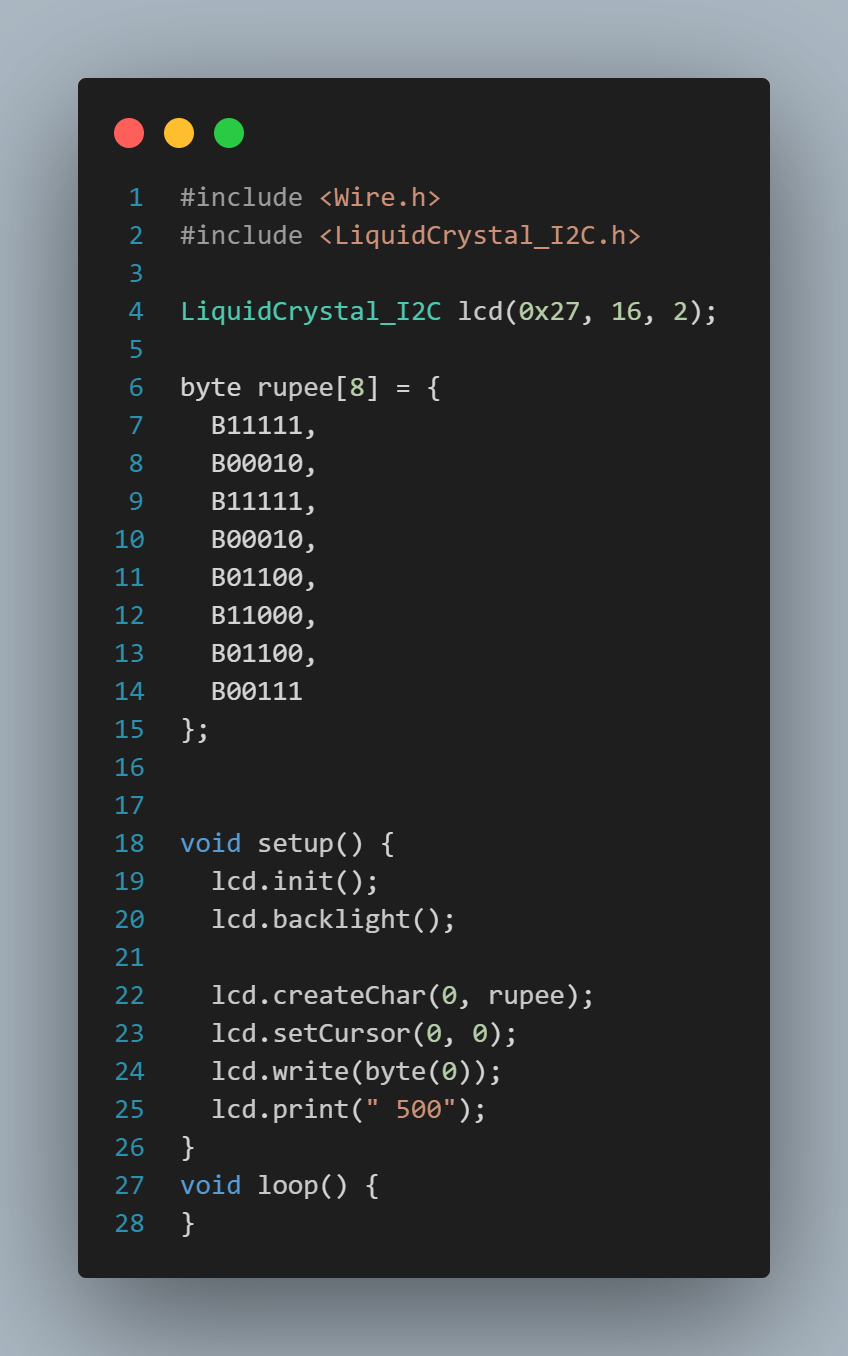 1 #include <Wire.h>
2 #include <LiquidCrystal_I2C.h>
3
4 LiquidCrystal_I2C lcd(0x27, 16, 2);
5
6 byte rupee[8] = {
7   B11111,
8   B00010,
9   B11111,
10   B00010,
11   B01100,
12   B11000,
13   B01100,
14   B00111
15 };
16
17
18 void setup() {
19   lcd.init();
20   lcd.backlight();
21
22   lcd.createChar(0, rupee);
23   lcd.setCursor(0, 0);
24   lcd.write(byte(0));
25   lcd.print(" 500");
26 }
27 void loop() {
28 }